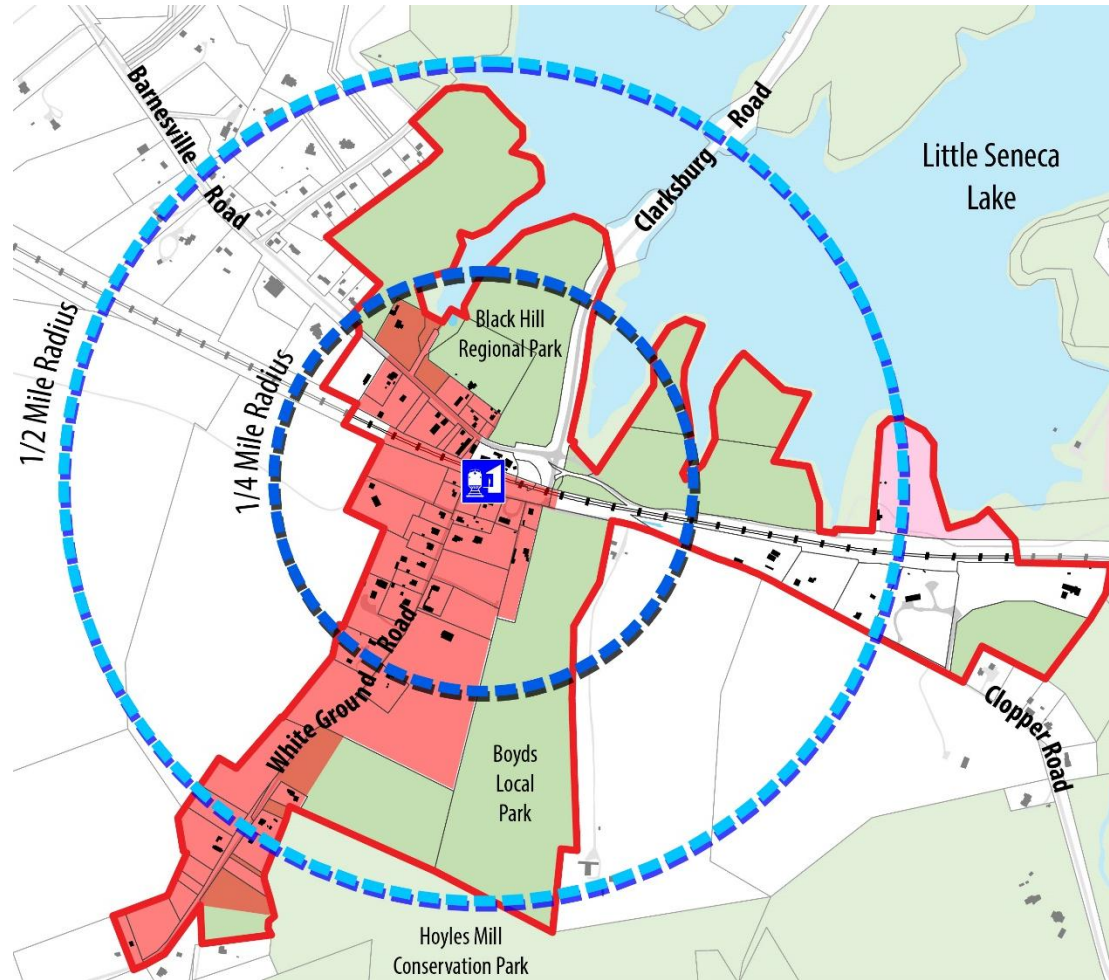 Barnesville
Road
Clarksburg Road
Little Seneca
Lake
1/2 Mile Radius
1/4 Mile Radius
Black Hill
Regional Park
White Ground Road
Boyds
Local
Park
Clopper Road
Hoyles Mill
Conservation Park